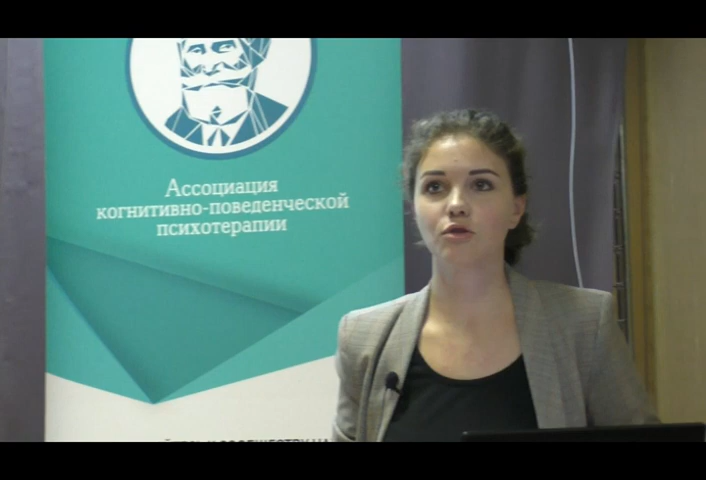 Ассоциация
когнитивно-поведенческой
психотерапии